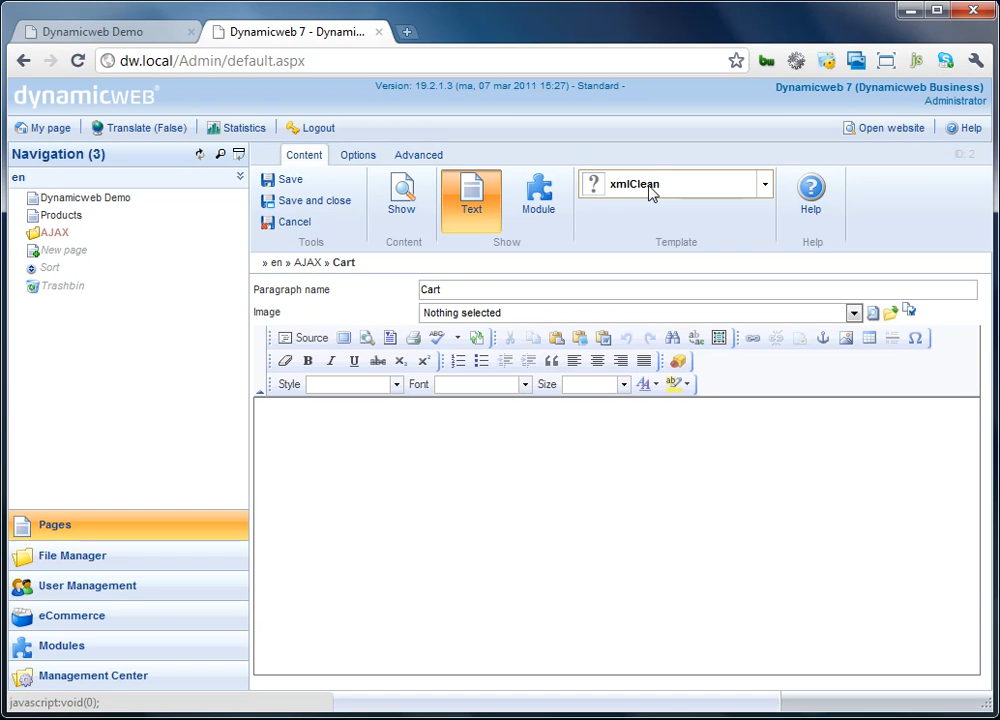 Dynamicweb Demo
Dynamicweb 7 - Dynami...
dw.local/Admin/default.aspx
bw
js
dynamicWEB
Version: 19.2.1.3 (ma, 07 mar 2011 15:27) - Standard -
Dynamicweb 7 (Dynamicweb Business)
Administrator
My page
Translate (False)
Statistics
Logout
Open website
Help
Navigation (3)
Content
Options
Advanced
ID: 2
en
Dynamicweb Demo
Products
AJAX
New page
Sort
Trashbin
Save
Save and close
Cancel
Tools
Show
Content
Text
Module
Show
xmlClean
Template
Help
Help
» en » AJAX » Cart
Paragraph name
Cart
Image
Nothing selected
Source
Style
Font
Size
Pages
File Manager
User Management
eCommerce
Modules
Management Center
javascript:void(0);